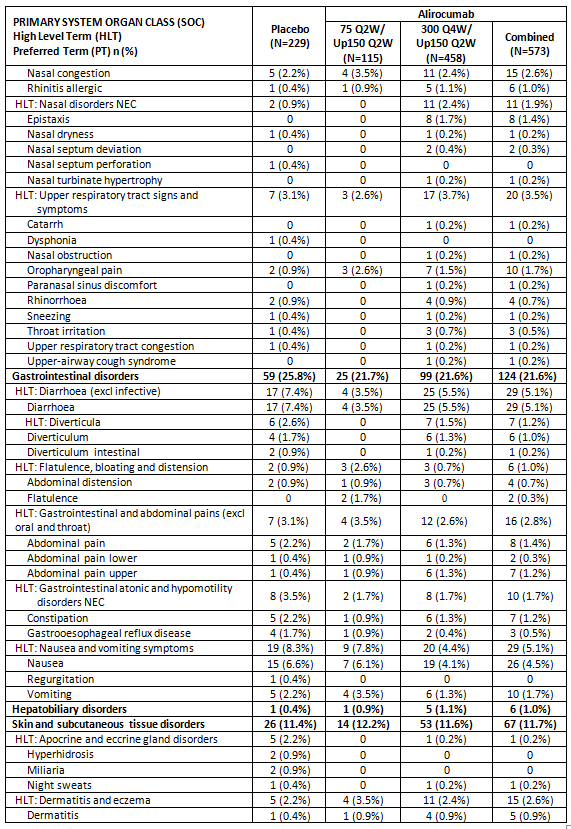 PRIMARY SYSTEM ORGAN CLASS (SOC)
High Level Term (HLT)
Preferred Term (PT) n (%)
Placebo
(N=229)
Alirocumab
75 Q2W/
Up150 Q2W
(N=115)
300 Q4W/
Up150 Q2W
(N=458)
Combined
(N=573)
Nasal congestion 5 (2.2%) 4 (3.5%) 11 (2.4%) 15 (2.6%)
Rhinitis allergic 1 (0.4%) 1 (0.9%) 5 (1.1%) 6 (1.0%)
HLT: Nasal disorders NEC 2 (0.9%) 0 11 (2.4%) 11 (1.9%)
Epistaxis 0 0 8 (1.7%) 8 (1.4%)
Nasal dryness 1 (0.4%) 0 1 (0.2%) 1 (0.2%)
Nasal septum deviation 0 0 2 (0.4%) 2 (0.3%)
Nasal septum perforation 1 (0.4%) 0 0 0
Nasal turbinate hypertrophy 0 0 1 (0.2%) 1 (0.2%)
HLT: Upper respiratory tract signs and
symptoms 7 (3.1%) 3 (2.6%) 17 (3.7%) 20 (3.5%)
Catarrh 0 0 1 (0.2%) 1 (0.2%)
Dysphonia 1 (0.4%) 0 0 0
Nasal obstruction 0 0 1 (0.2%) 1 (0.2%)
Oropharyngeal pain 2 (0.9%) 3 (2.6%) 7 (1.5%) 10 (1.7%)
Paranasal sinus discomfort 0 0 1 (0.2%) 1 (0.2%)
Rhinorrhoea 2 (0.9%) 0 4 (0.9%) 4 (0.7%)
Sneezing 1 (0.4%) 0 1 (0.2%) 1 (0.2%)
Throat irritation 1 (0.4%) 0 3 (0.7%) 3 (0.5%)
Upper respiratory tract congestion 1 (0.4%) 0 1 (0.2%) 1 (0.2%)
Upper-airway cough syndrome 0 0 1 (0.2%) 1 (0.2%)
Gastrointestinal disorders 59 (25.8%) 25 (21.7%) 99 (21.6%) 124 (21.6%)
HLT: Diarrhoea (excl infective) 17 (7.4%) 4 (3.5%) 25 (5.5%) 29 (5.1%)
Diarrhoea 17 (7.4%) 4 (3.5%) 25 (5.5%) 29 (5.1%)
HLT: Diverticula 6 (2.6%) 0 7 (1.5%) 7 (1.2%)
Diverticulum 4 (1.7%) 0 6 (1.3%) 6 (1.0%)
Diverticulum intestinal 2 (0.9%) 0 1 (0.2%) 1 (0.2%)
HLT: Flatulence, bloating and distension 2 (0.9%) 3 (2.6%) 3 (0.7%) 6 (1.0%)
Abdominal distension 2 (0.9%) 1 (0.9%) 3 (0.7%) 4 (0.7%)
Flatulence 0 2 (1.7%) 0 2 (0.3%)
HLT: Gastrointestinal and abdominal pains (excl
oral and throat) 7 (3.1%) 4 (3.5%) 12 (2.6%) 16 (2.8%)
Abdominal pain 5 (2.2%) 2 (1.7%) 6 (1.3%) 8 (1.4%)
Abdominal pain lower 1 (0.4%) 1 (0.9%) 1 (0.2%) 2 (0.3%)
Abdominal pain upper 1 (0.4%) 1 (0.9%) 6 (1.3%) 7 (1.2%)
HLT: Gastrointestinal atonic and hypomotility
disorders NEC 8 (3.5%) 2 (1.7%) 8 (1.7%) 10 (1.7%)
Constipation 5 (2.2%) 1 (0.9%) 6 (1.3%) 7 (1.2%)
Gastrooesophageal reflux disease 4 (1.7%) 1 (0.9%) 2 (0.4%) 3 (0.5%)
HLT: Nausea and vomiting symptoms 19 (8.3%) 9 (7.8%) 20 (4.4%) 29 (5.1%)
Nausea 15 (6.6%) 7 (6.1%) 19 (4.1%) 26 (4.5%)
Regurgitation 1 (0.4%) 0 0 0
Vomiting 5 (2.2%) 4 (3.5%) 6 (1.3%) 10 (1.7%)
Hepatobiliary disorders 1 (0.4%) 1 (0.9%) 5 (1.1%) 6 (1.0%)
Skin and subcutaneous tissue disorders 26 (11.4%) 14 (12.2%) 53 (11.6%) 67 (11.7%)
HLT: Apocrine and eccrine gland disorders 5 (2.2%) 0 1 (0.2%) 1 (0.2%)
Hyperhidrosis 2 (0.9%) 0 0 0
Miliaria 2 (0.9%) 0 0 0
Night sweats 1 (0.4%) 0 1 (0.2%) 1 (0.2%)
HLT: Dermatitis and eczema 5 (2.2%) 4 (3.5%) 11 (2.4%) 15 (2.6%)
Dermatitis 1 (0.4%) 1 (0.9%) 4 (0.9%) 5 (0.9%)